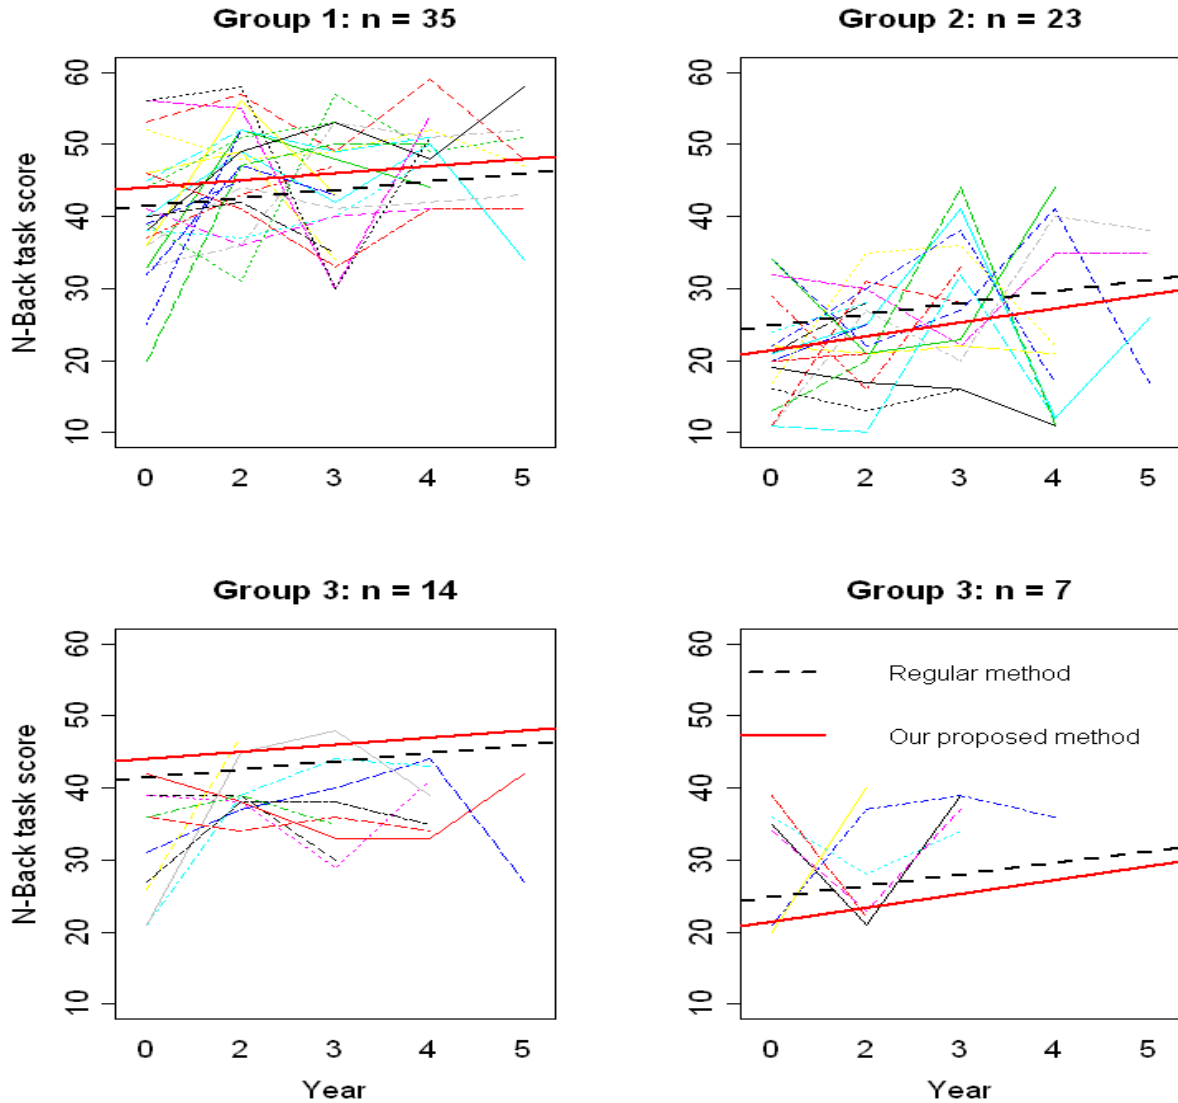 Group 1: n = 35
N-Back task score
60
50
40
30
20
10
0 2 3 4 5
Group 2: n = 23
60
50
40
30
20
10
0 2 3 4 5
Group 3: n = 14
N-Back task score
60
50
40
30
20
10
0 2 3 4 5
Year
Group 3: n = 7
60
50
40
30
20
10
Regular method
Our proposed method
0 2 3 4 5
Year